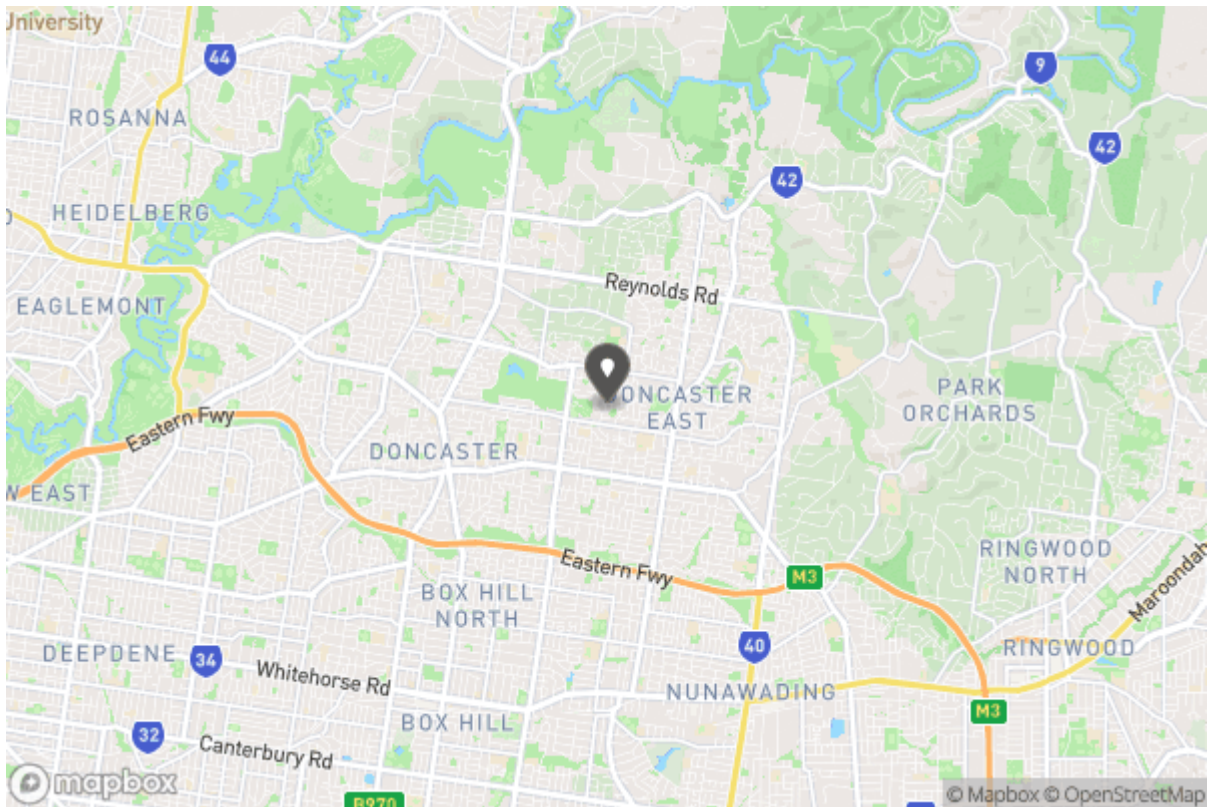 University
44
9
ROSANNA
42
42
HEIDELBERG
Reynolds Rd
EAGLEMONT
PARK
ORCHARDS
DONCASTER
EAST
Eastern Fwy
DONCASTER
W EAST
RINGWOOD
NORTH
Eastern Fwy
M3
Maroondah
BOX HILL
NORTH
40
RINGWOOD
DEEPDENE
34
Whitehorse Rd
NUNAWADING
M3
BOX HILL
32
Canterbury Rd
mapbox
© Mapbox © OpenStreetMap